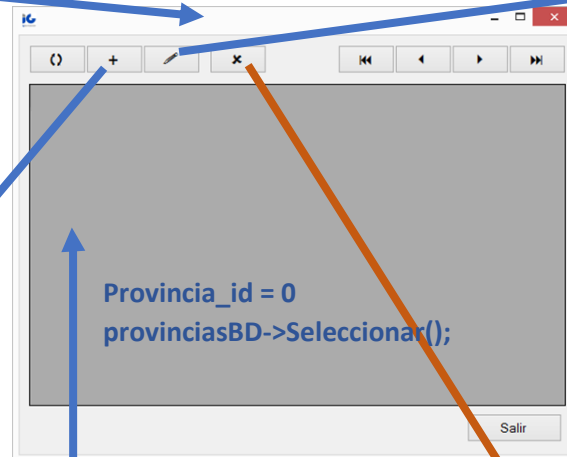 Provincia_id = 0
provinciasBD->Seleccionar();
Salir